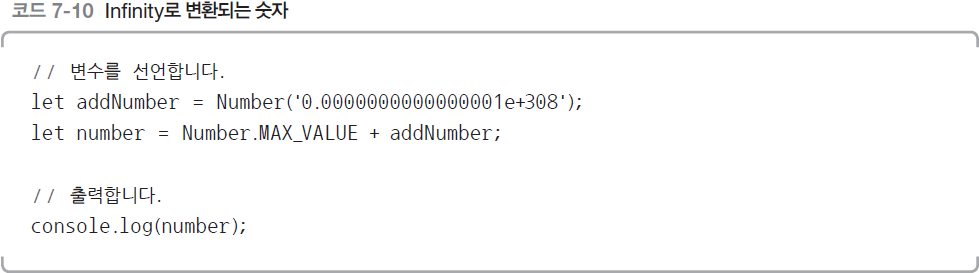 코드 7-10 Infinity로 변환되는 숫자
// 변수를 선언합니다.
let addNumber = Number('0.0000000000000001e+308');
let number = Number.MAX_VALUE + addNumber;
// 출력합니다.
console.log(number);